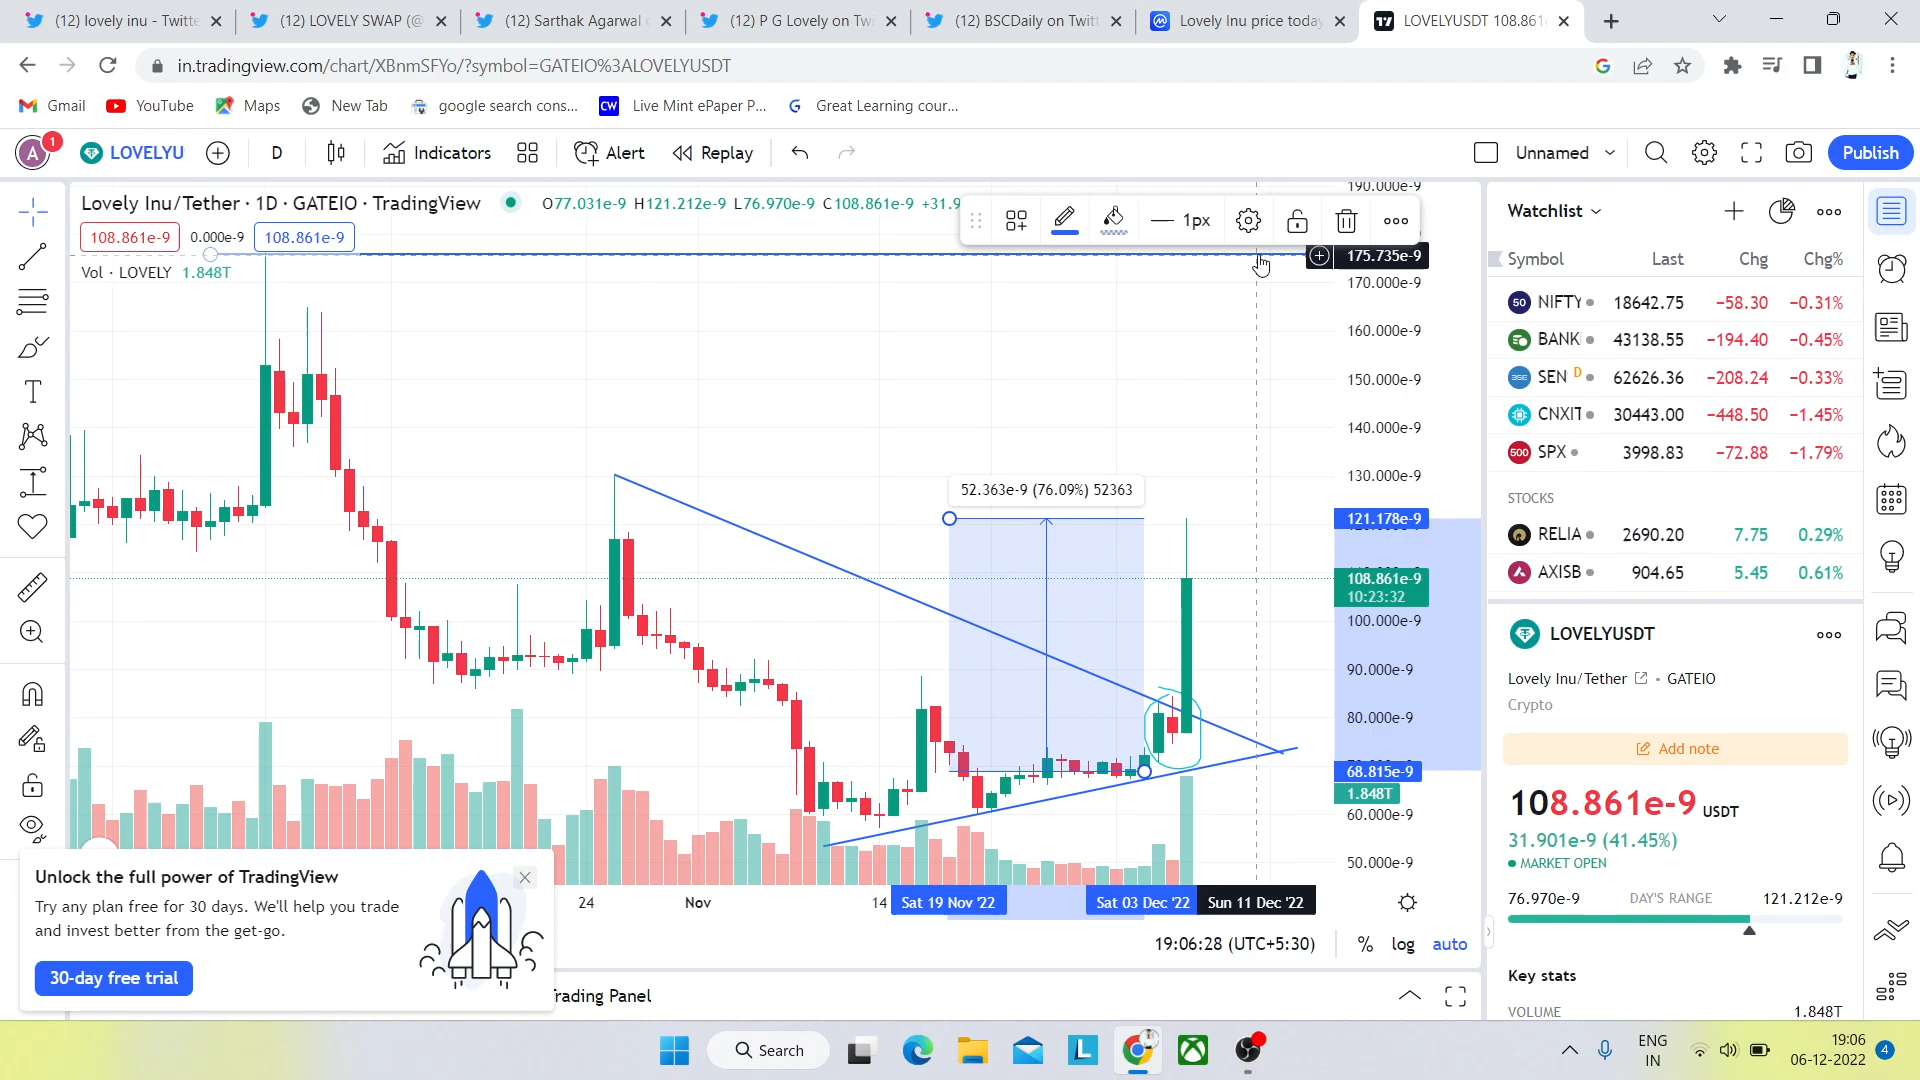 (12) lovely inu - Twitte
(12) LOVELY SWAP (@
(12) Sarthak Agarwal
(12) P G Lovely on Twi
(12) BSCDaily on Twitt
Lovely Inu price today
LOVELYUSDT 108.861
in.tradingview.com/chart/XBnmSFYo/?symbol=GATEIO%3ALOVELYUSDT
Gmail
YouTube
Maps
New Tab
google search cons...
CW Live Mint ePaper P...
Great Learning cour...
A 1
LOVELYU
D
Indicators
Alert
Replay
Unnamed
Publish
Lovely Inu/Tether · 1D · GATEIO · TradingView
O77.031e-9 H121.212e-9 L76.970e-9 C108.861e-9 +31.9
1px
108.861e-9
0.000e-9
108.861e-9
Vol · LOVELY 1.848T
190.000e-9
175.735e-9
170.000e-9
160.000e-9
150.000e-9
140.000e-9
130.000e-9
52.363e-9 (76.09%) 52363
121.178e-9
108.861e-9
10:23:32
100.000e-9
90.000e-9
80.000e-9
68.815e-9
1.848T
60.000e-9
50.000e-9
24
Nov
14
Sat 19 Nov '22
Sat 03 Dec '22
Sun 11 Dec '22
19:06:28 (UTC+5:30)
%
log
auto
Unlock the full power of TradingView
Try any plan free for 30 days. We'll help you trade
and invest better from the get-go.
30-day free trial
Trading Panel
Watchlist
Symbol Last Chg Chg%
50 NIFTY 18642.75 −58.30 −0.31%
BANK 43138.55 −194.40 −0.45%
BSE SEN D 62626.36 −208.24 −0.33%
CNXIT 30443.00 −448.50 −1.45%
500 SPX 3998.83 −72.88 −1.79%
STOCKS
RELIA 2690.20 7.75 0.29%
AXISB 904.65 5.45 0.61%
LOVELYUSDT
Lovely Inu/Tether · GATEIO
Crypto
Add note
108.861e-9 USDT
31.901e-9 (41.45%)
MARKET OPEN
76.970e-9 DAY'S RANGE 121.212e-9
Key stats
VOLUME 1.848T
Search
L
ENG
IN
19:06
06-12-2022
4